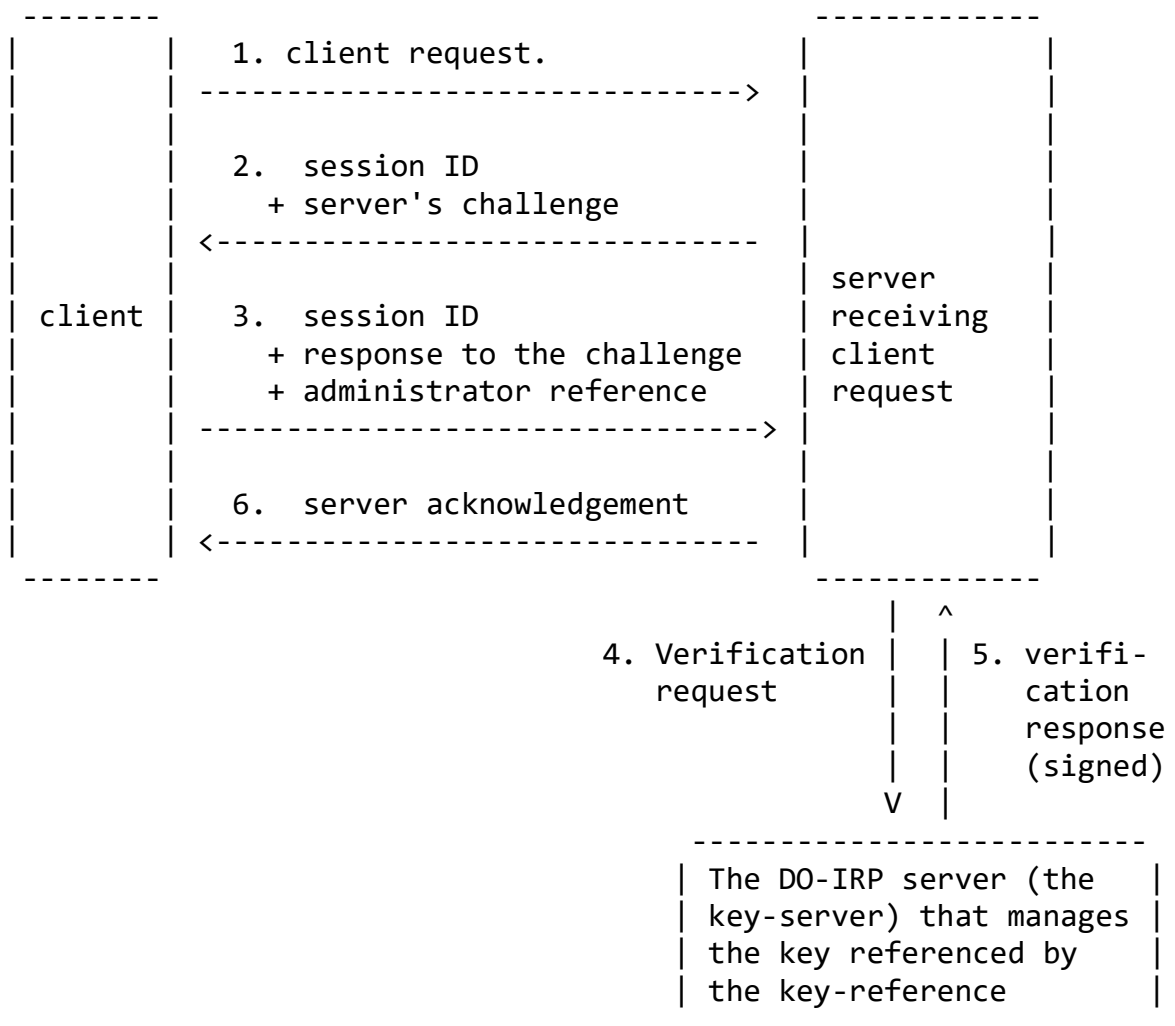 1. client request.
2. session ID
+ server's challenge
client
3. session ID
+ response to the challenge
+ administrator reference
server
receiving
client
request
6. server acknowledgement
4. Verification
request
5. verifi-
cation
response
(signed)
The DO-IRP server (the
key-server) that manages
the key referenced by
the key-reference